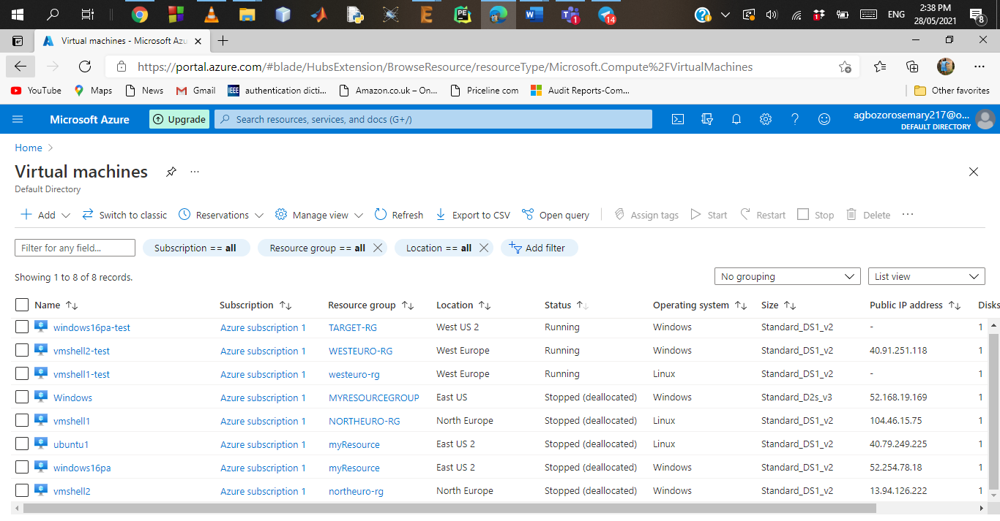 ENG
2:38 PM
28/05/2021
1
14
1
8
Virtual machines - Microsoft Azu
https://portal.azure.com/#blade/HubsExtension/BrowseResource/resourceType/Microsoft.Compute%2FVirtualMachines
YouTube Maps News Gmail IEEE authentication dicti... Amazon.co.uk – On... Priceline com Audit Reports-Com... Other favorites
Microsoft Azure Upgrade Search resources, services, and docs (G+/) agbozorosemary217@o...
DEFAULT DIRECTORY
Home >
Virtual machines ...
Default Directory
Add Switch to classic Reservations Manage view Refresh Export to CSV Open query Assign tags Start Restart Stop Delete ...
Filter for any field... Subscription == all Resource group == all Location == all Add filter
Showing 1 to 8 of 8 records. No grouping List view
Name Subscription Resource group Location Status Operating system Size Public IP address Disks
windows16pa-test Azure subscription 1 TARGET-RG West US 2 Running Windows Standard_DS1_v2 - 1
vmshell2-test Azure subscription 1 WESTEURO-RG West Europe Running Windows Standard_DS1_v2 40.91.251.118 1
vmshell1-test Azure subscription 1 westeuro-rg West Europe Running Linux Standard_DS1_v2 - 1
Windows Azure subscription 1 MYRESOURCEGROUP East US Stopped (deallocated) Windows Standard_D2s_v3 52.168.19.169 1
vmshell1 Azure subscription 1 NORTHEURO-RG North Europe Stopped (deallocated) Linux Standard_DS1_v2 104.46.15.75 1
ubuntu1 Azure subscription 1 myResource East US 2 Stopped (deallocated) Linux Standard_DS1_v2 40.79.249.225 1
windows16pa Azure subscription 1 myResource East US 2 Stopped (deallocated) Windows Standard_DS1_v2 52.254.78.18 1
vmshell2 Azure subscription 1 northeuro-rg North Europe Stopped (deallocated) Windows Standard_DS1_v2 13.94.126.222 1